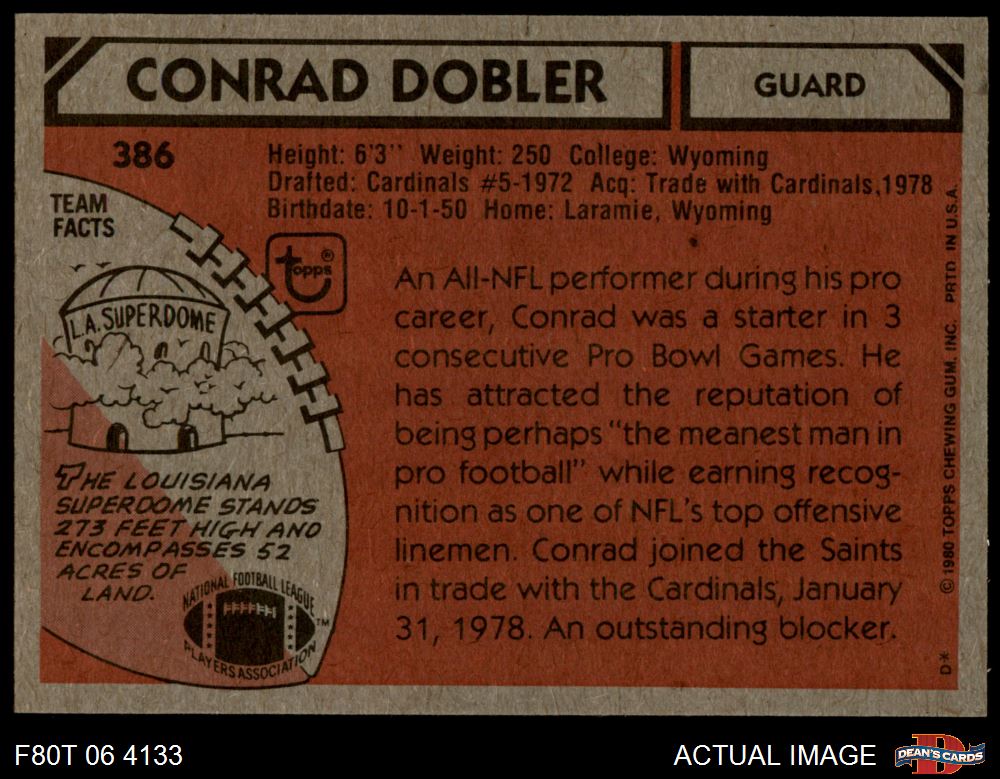 CONRAD DOBLER
GUARD
386
Height: 6'3'' Weight: 250 College: Wyoming
Drafted: Cardinals #5-1972 Acq: Trade with Cardinals,1978
Birthdate: 10-1-50 Home: Laramie, Wyoming
TEAM
FACTS
topps®
L.A. SUPERDOME
THE LOUISIANA
SUPERDOME STANDS
273 FEET HIGH AND
ENCOMPASSES 52
ACRES OF
LAND.
NATIONAL FOOTBALL LEAGUE
PLAYERS ASSOCIATION
TM
An All-NFL performer during his pro
career, Conrad was a starter in 3
consecutive Pro Bowl Games. He
has attracted the reputation of
being perhaps "the meanest man in
pro football" while earning recog-
nition as one of NFL's top offensive
linemen. Conrad joined the Saints
in trade with the Cardinals, January
31, 1978. An outstanding blocker.
D* © 1980 TOPPS CHEWING GUM, INC. PRTD IN U.S.A.
F80T 06 4133
ACTUAL IMAGE
D
DEAN'S CARDS